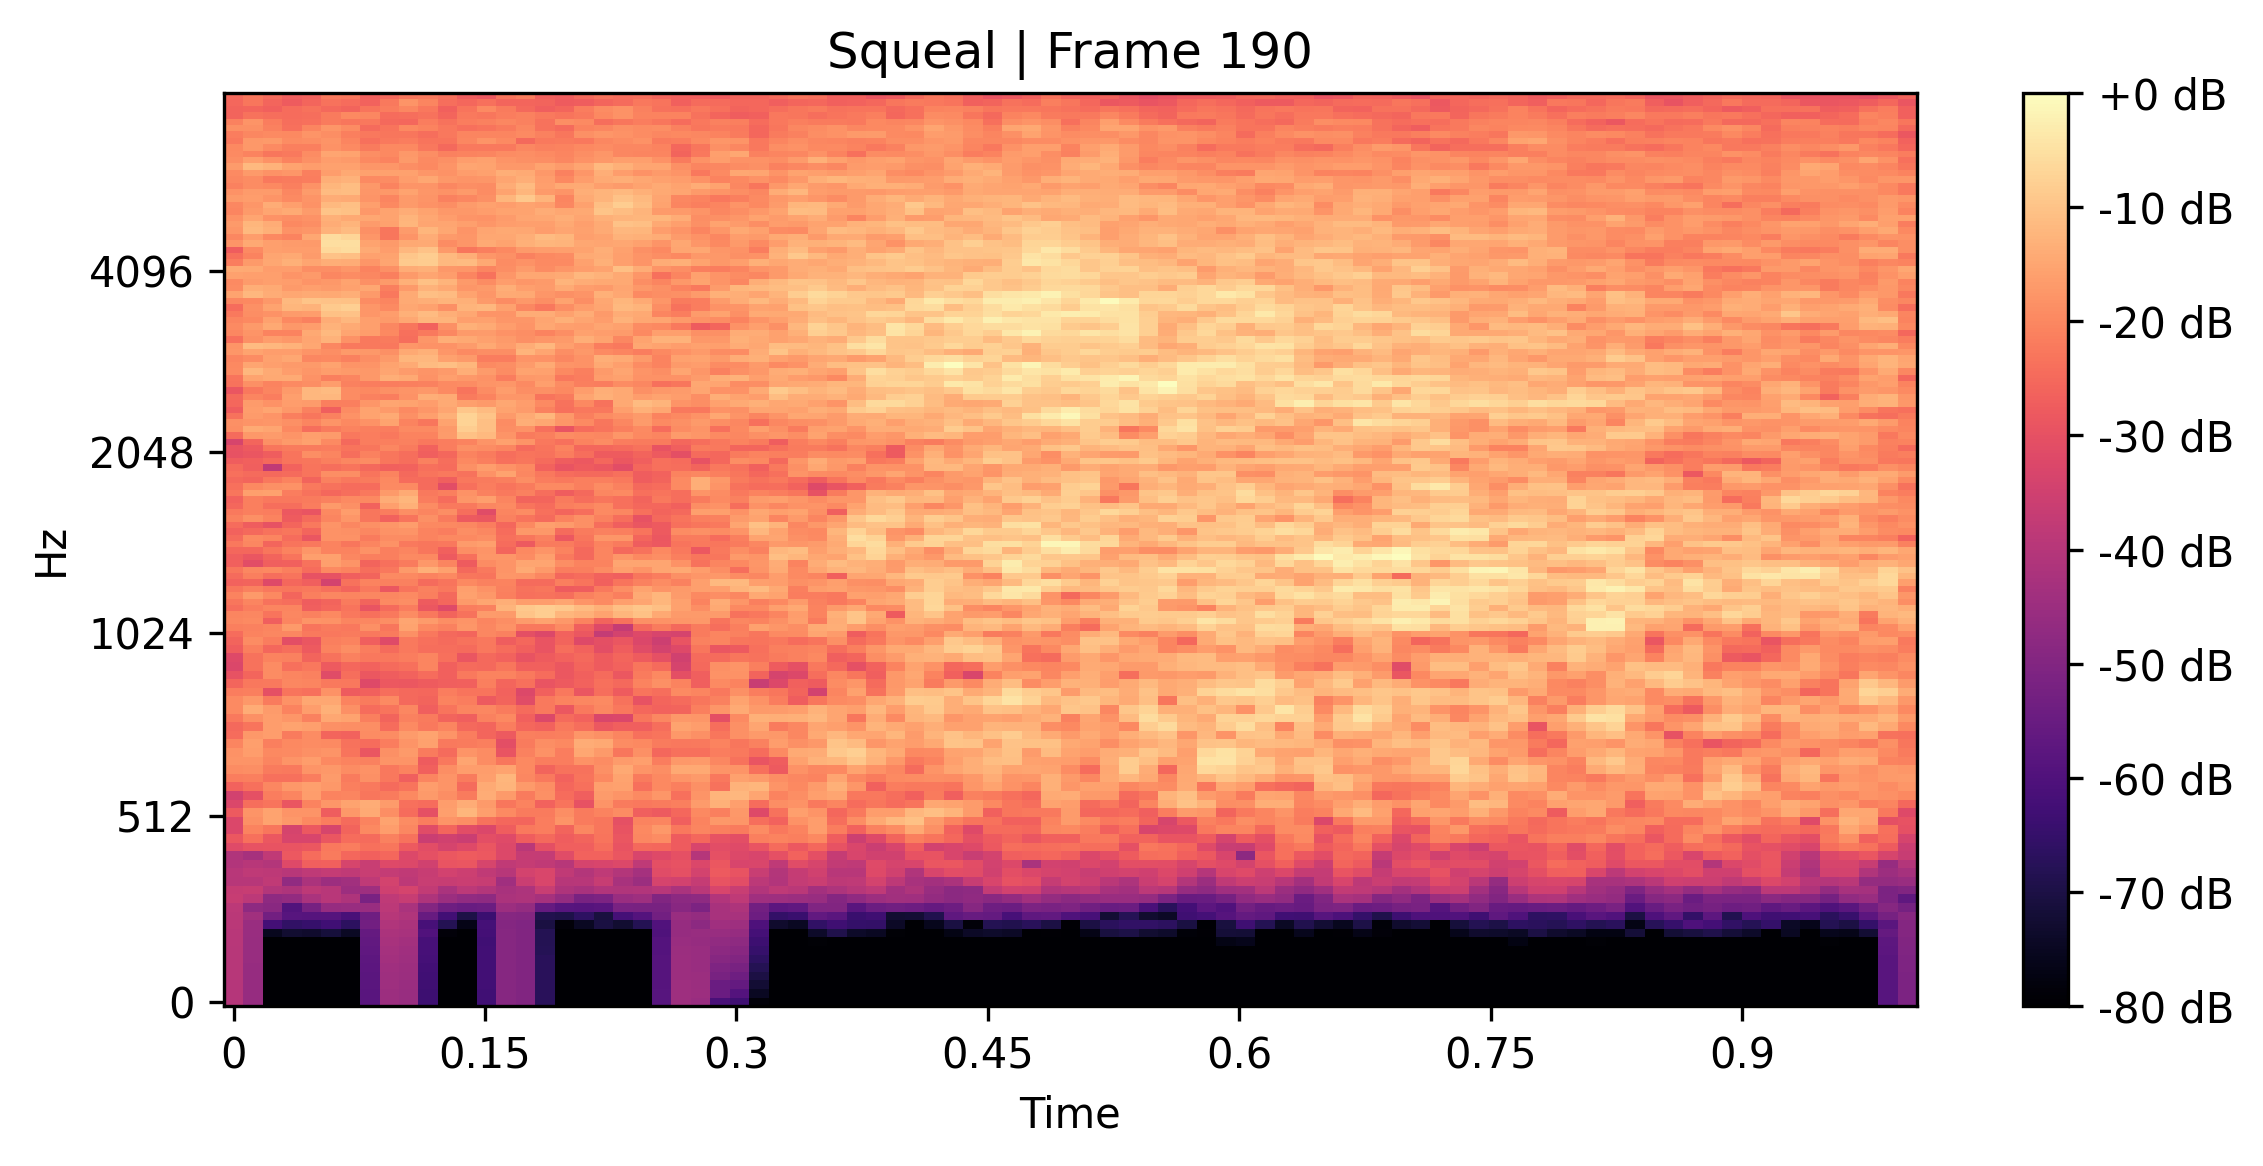 Squeal | Frame 190
+0 dB
-10 dB
-20 dB
-30 dB
-40 dB
-50 dB
-60 dB
-70 dB
-80 dB
Hz
4096
2048
1024
512
0
0 0.15 0.3 0.45 0.6 0.75 0.9
Time